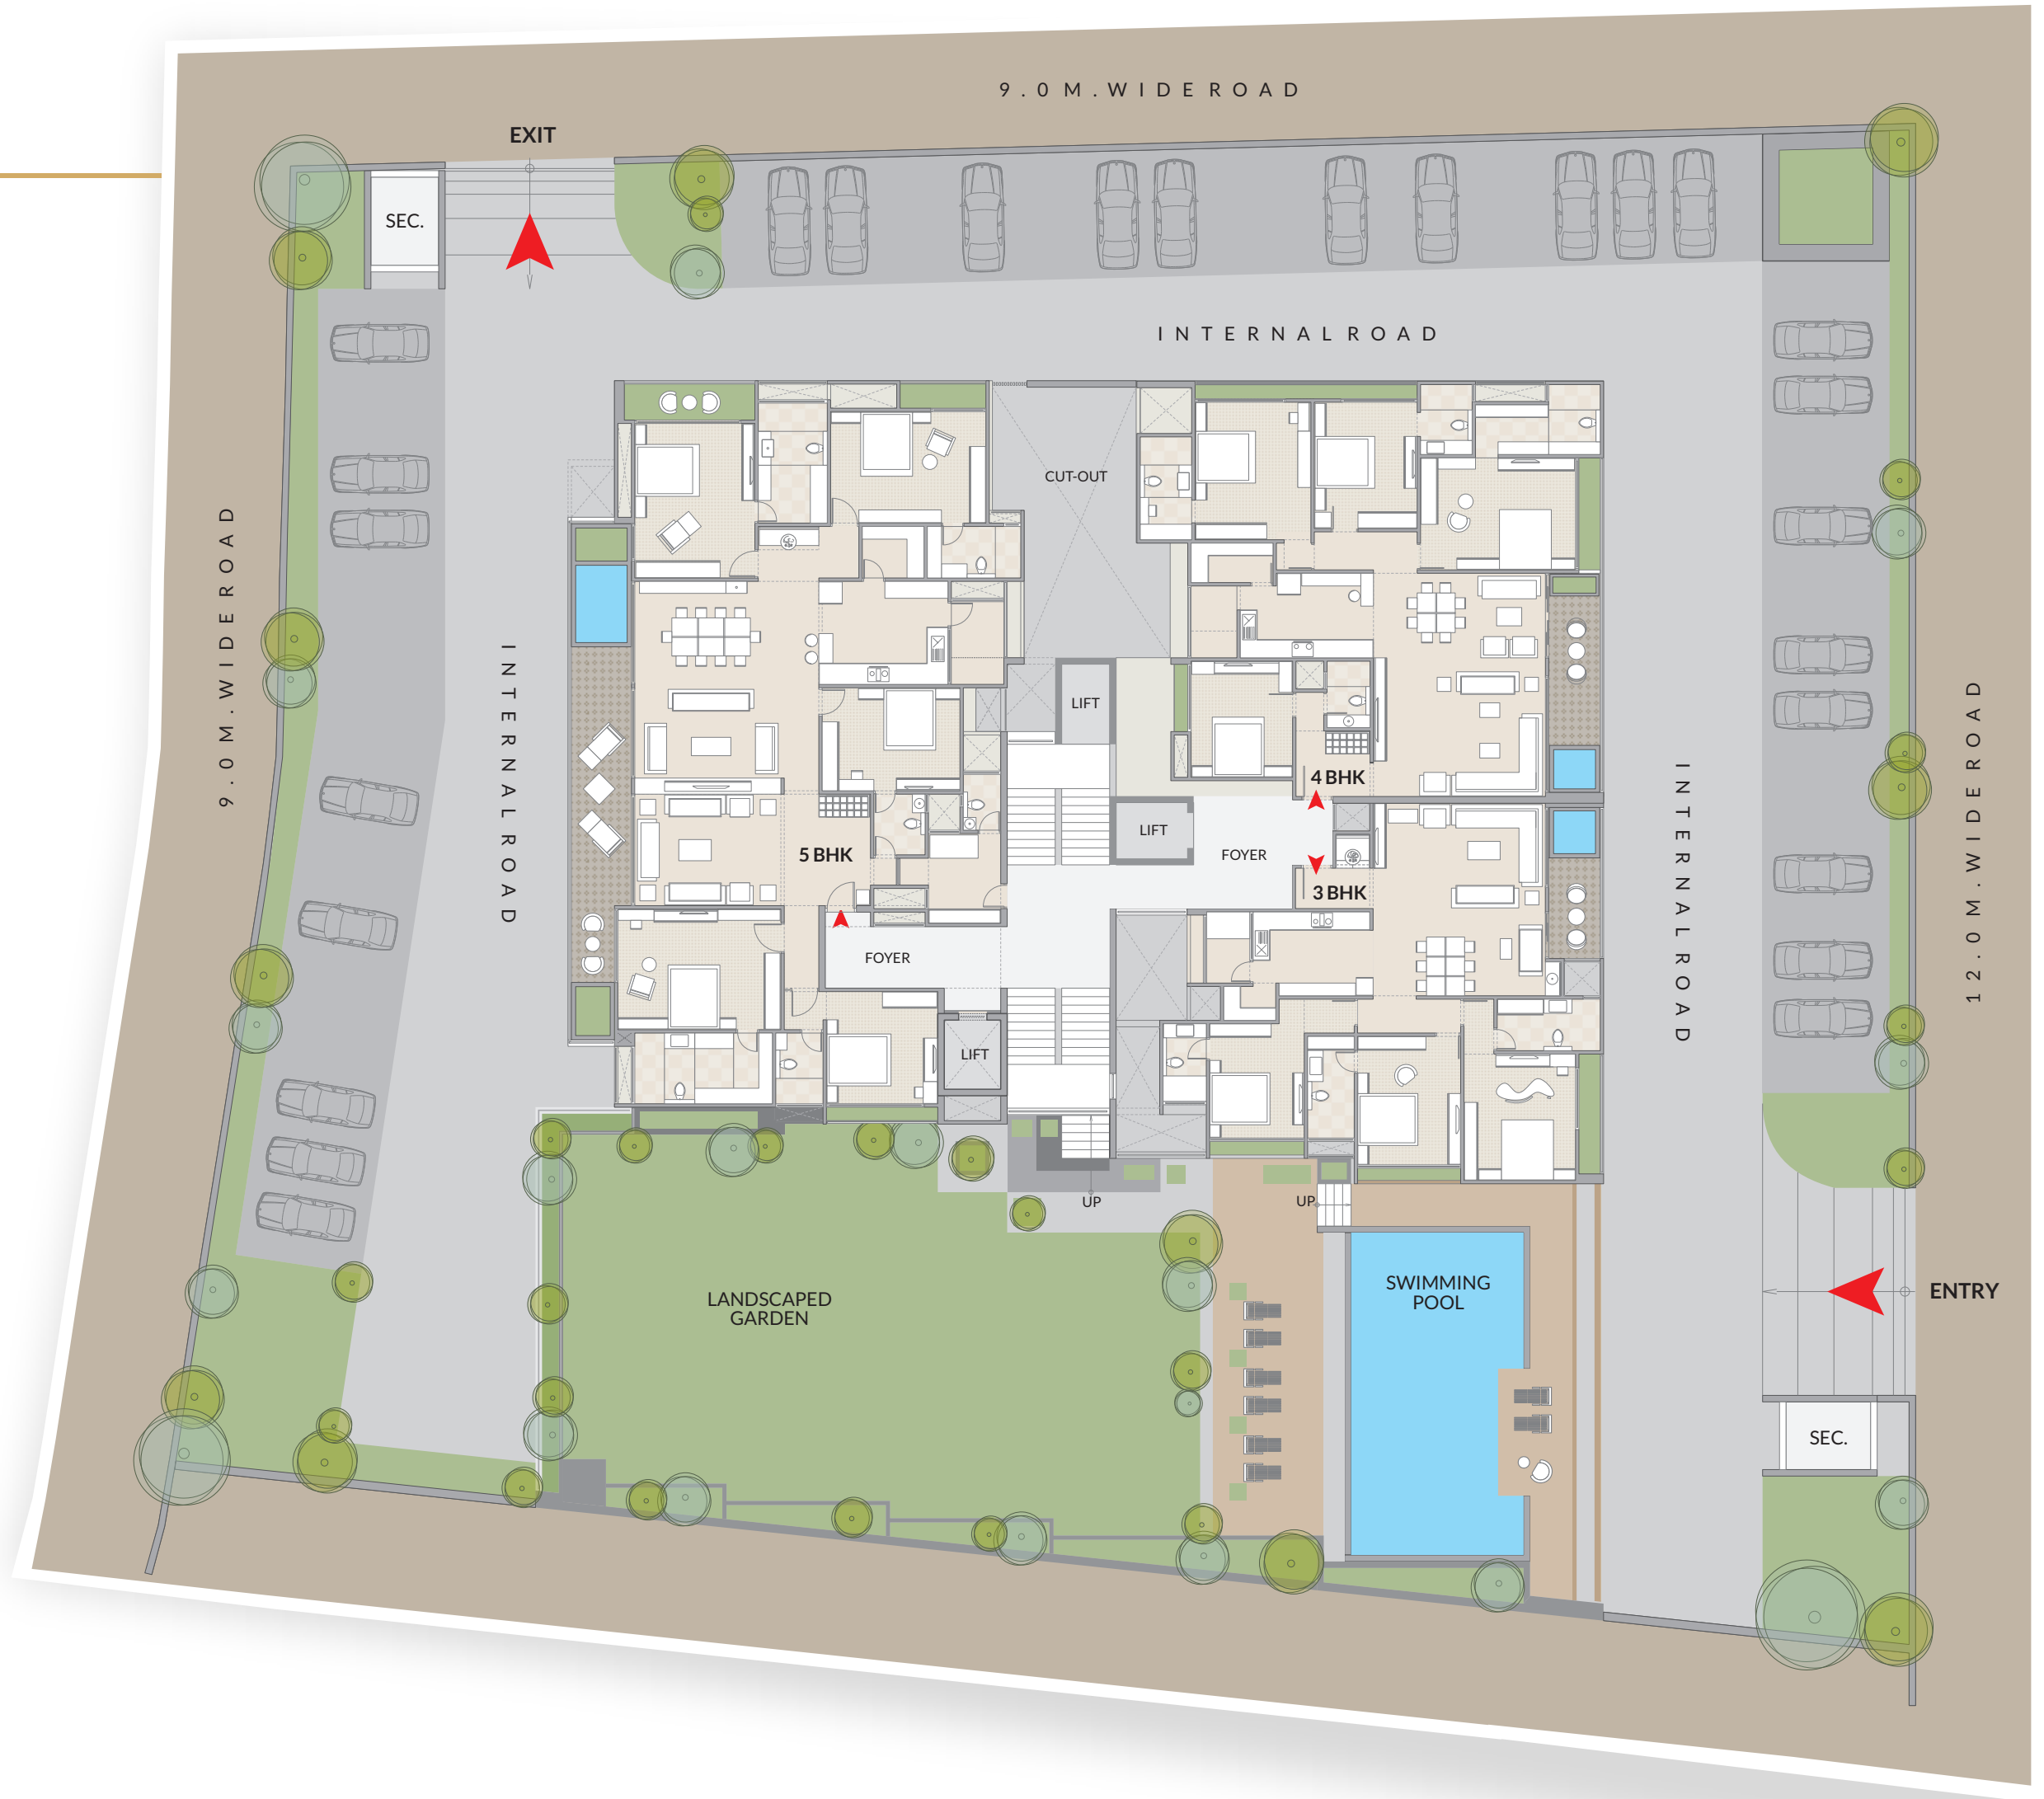 9.0 M. WIDE ROAD
EXIT
SEC.
INTERNAL ROAD
CUT-OUT
9.0 M. WIDE ROAD
INTERNAL ROAD
LIFT
12.0 M. WIDE ROAD
INTERNAL ROAD
4 BHK
LIFT
FOYER
5 BHK
3 BHK
FOYER
LIFT
UP
UP
SWIMMING
POOL
ENTRY
LANDSCAPED
GARDEN
SEC.